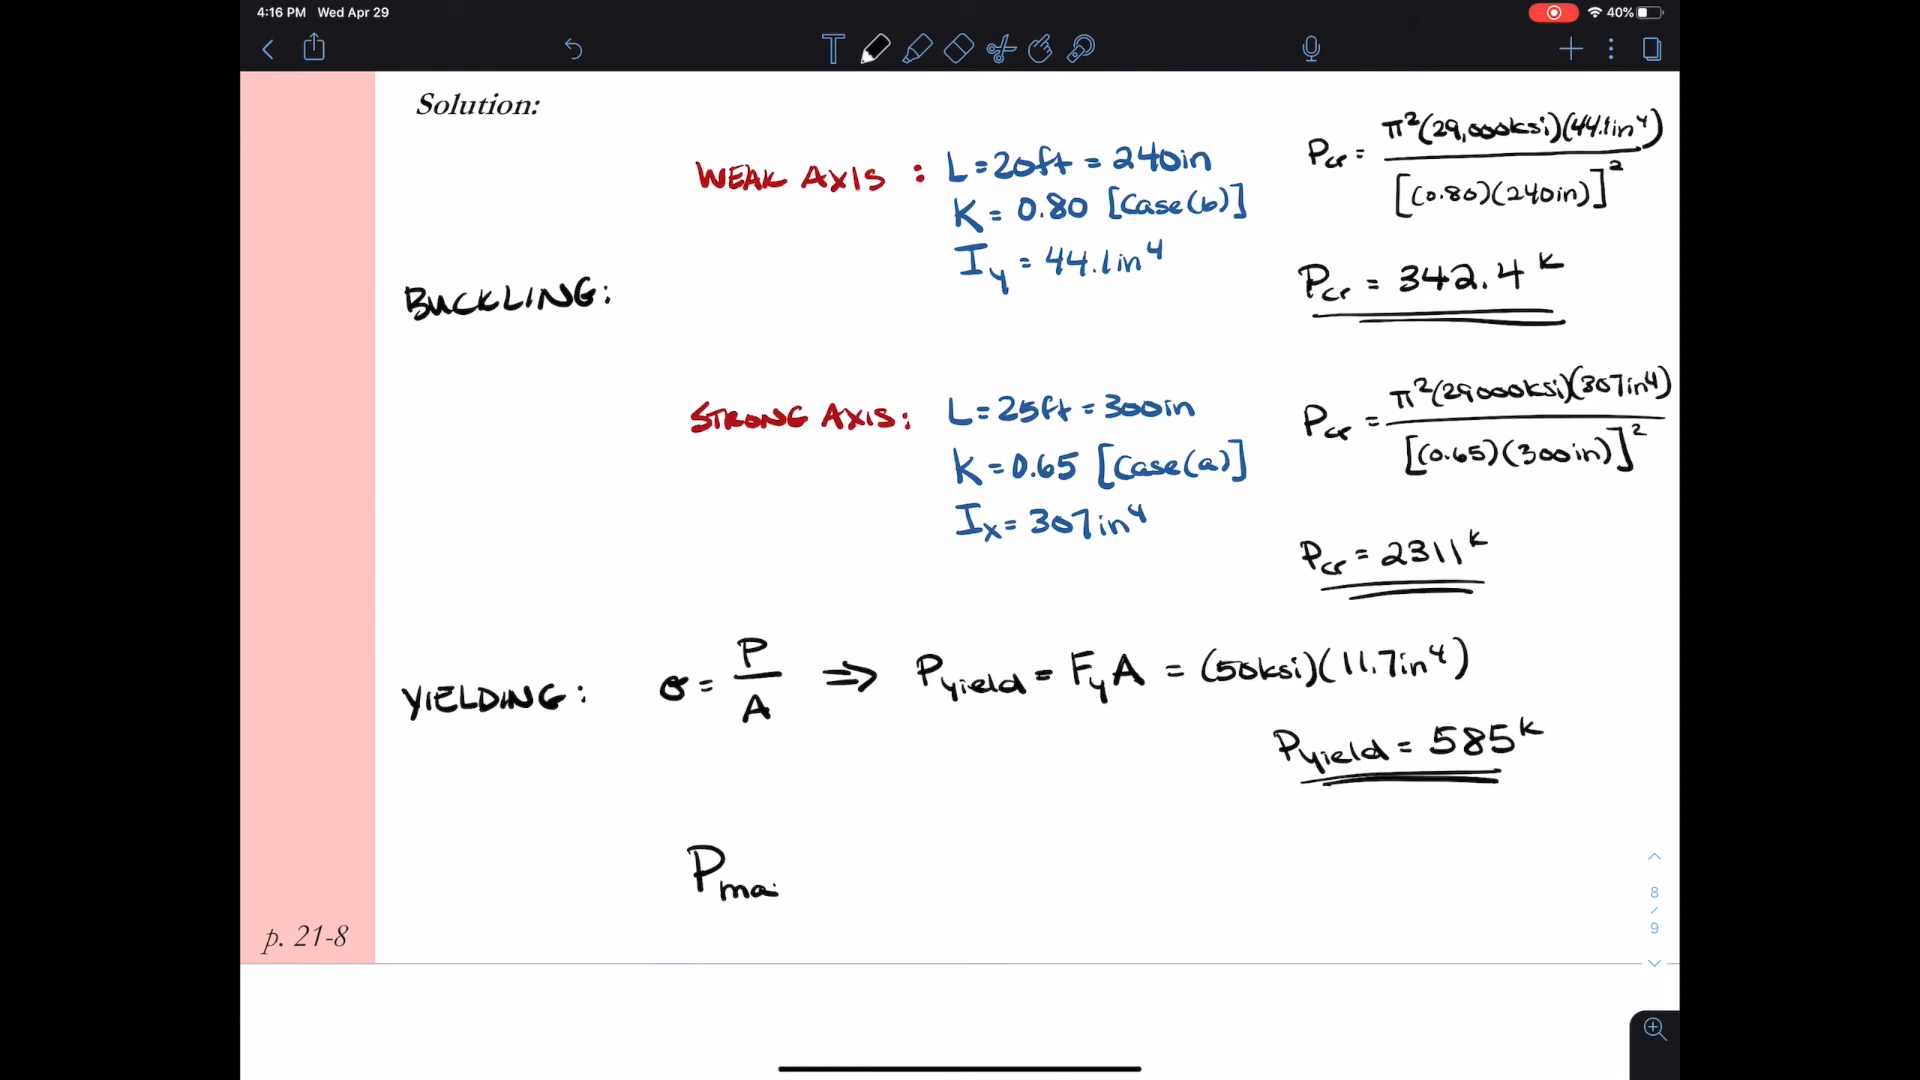 4:16 PM Wed Apr 29
40%
Solution:
WEAK AXIS : L=20ft = 240in
K = 0.80 [Case(b)]
Iy = 44.1in⁴
Pcr = π²(29,000ksi)(44.1in⁴) / [(0.80)(240in)]²
Pcr = 342.4ᵏ
BUCKLING:
STRONG AXIS: L=25ft = 300in
K = 0.65 [Case(a)]
Ix = 307in⁴
Pcr = π²(29000ksi)(307in⁴) / [(0.65)(300in)]²
Pcr = 2311ᵏ
YIELDING: σ = P/A ⇒ Pyield = FyA = (50ksi)(11.7in⁴)
Pyield = 585ᵏ
Pma
p. 21-8
8
/
9